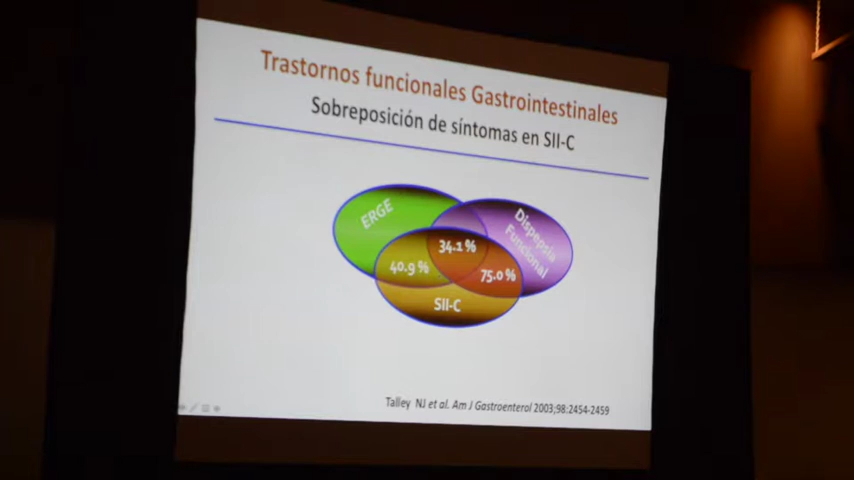 Trastornos funcionales Gastrointestinales
Sobreposición de síntomas en SII-C
ERGE
Dispepsia
Funcional
34.1 %
40.9 %
75.0 %
SII-C
Talley NJ et al. Am J Gastroenterol 2003;98:2454-2459